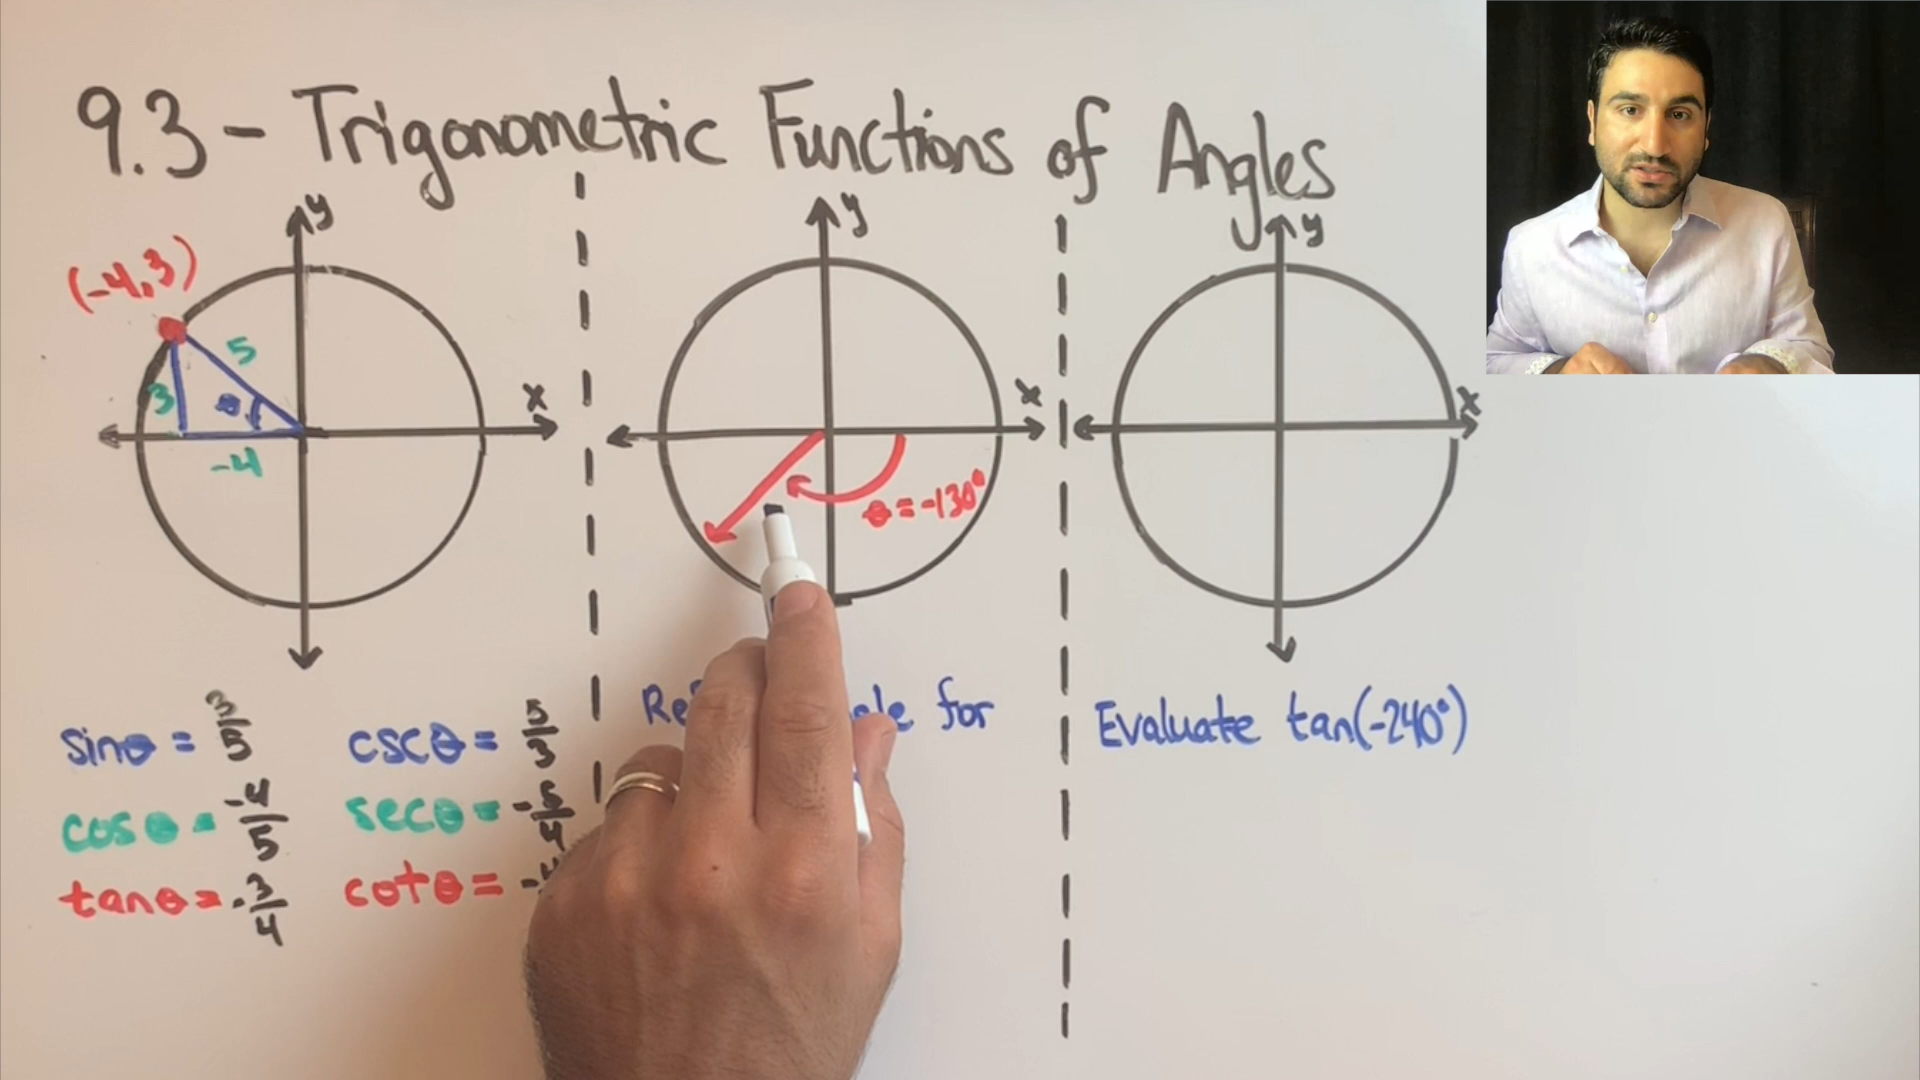 9.3 - Trigonometric Functions of Angles
y
(-4,3)
5
3
θ
-4
x
sinθ = 3/5
cscθ = 5/3
cosθ = -4/5
secθ = -5/4
tanθ = -3/4
cotθ =
y
x
θ = -130°
for
y
x
Evaluate tan(-240°)